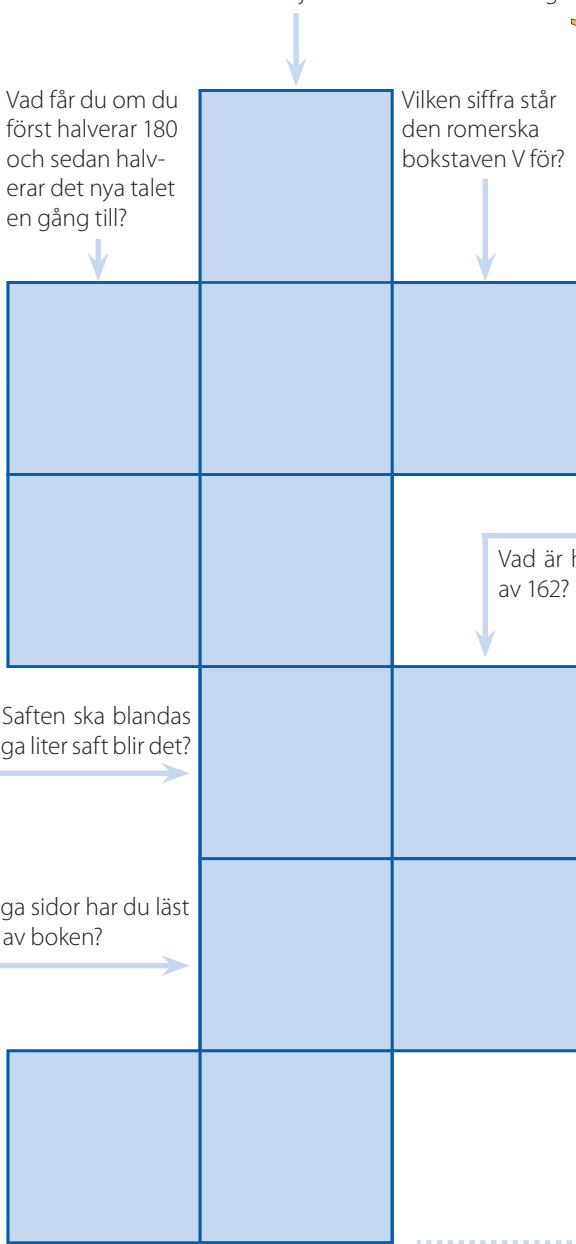 Vad får du om du
först halverar 180
och sedan halv-
erar det nya talet
en gång till?
Vilken siffra står
den romerska
bokstaven V för?
Vad är
av 162?
Saften ska blandas
ga liter saft blir det?
ga sidor har du läst
av boken?